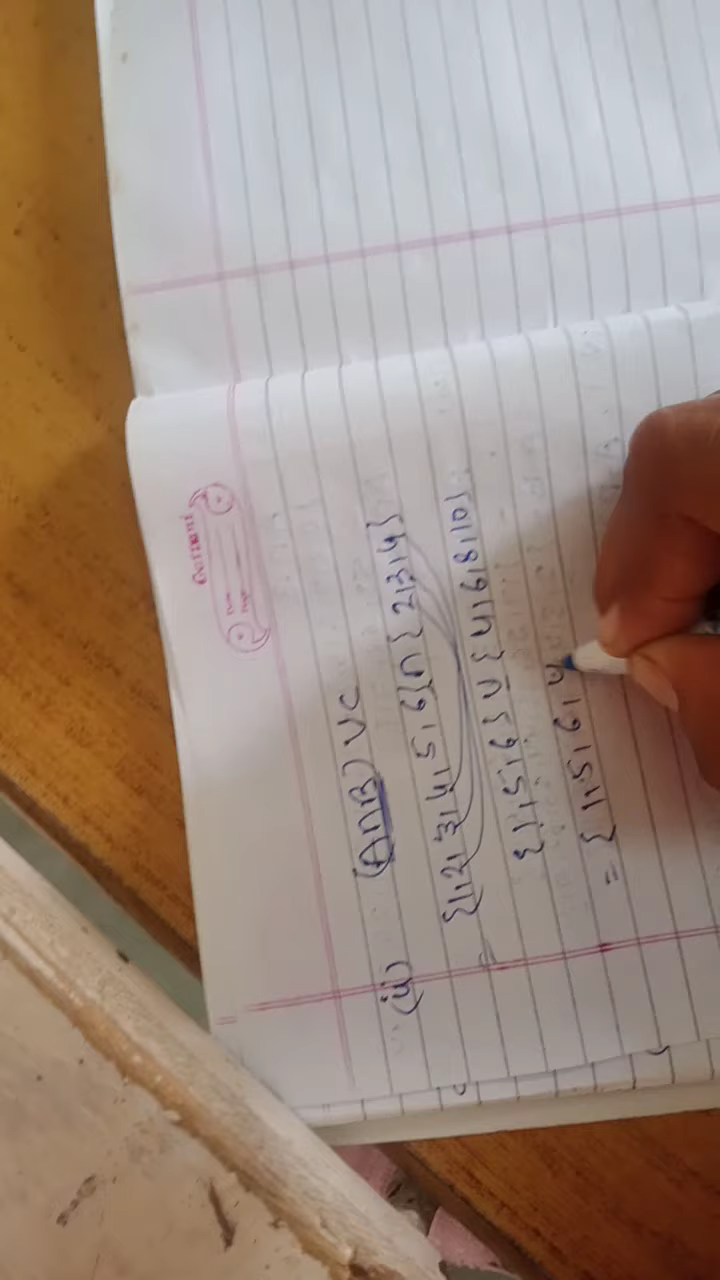 (ii) (A∩B) ∪ C
{1,2,3,4,5,6} ∩ {2,3,4}
{1,5,6} ∪ {4,6,8,10}
= {1,5,6,4